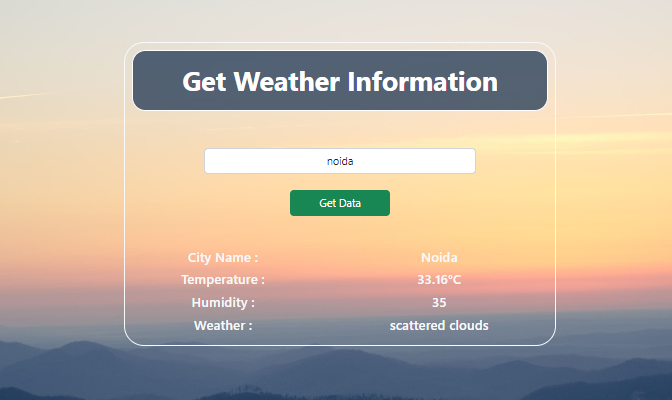 Get Weather Information
noida
Get Data
City Name : Noida
Temperature : 33.16°C
Humidity : 35
Weather : scattered clouds